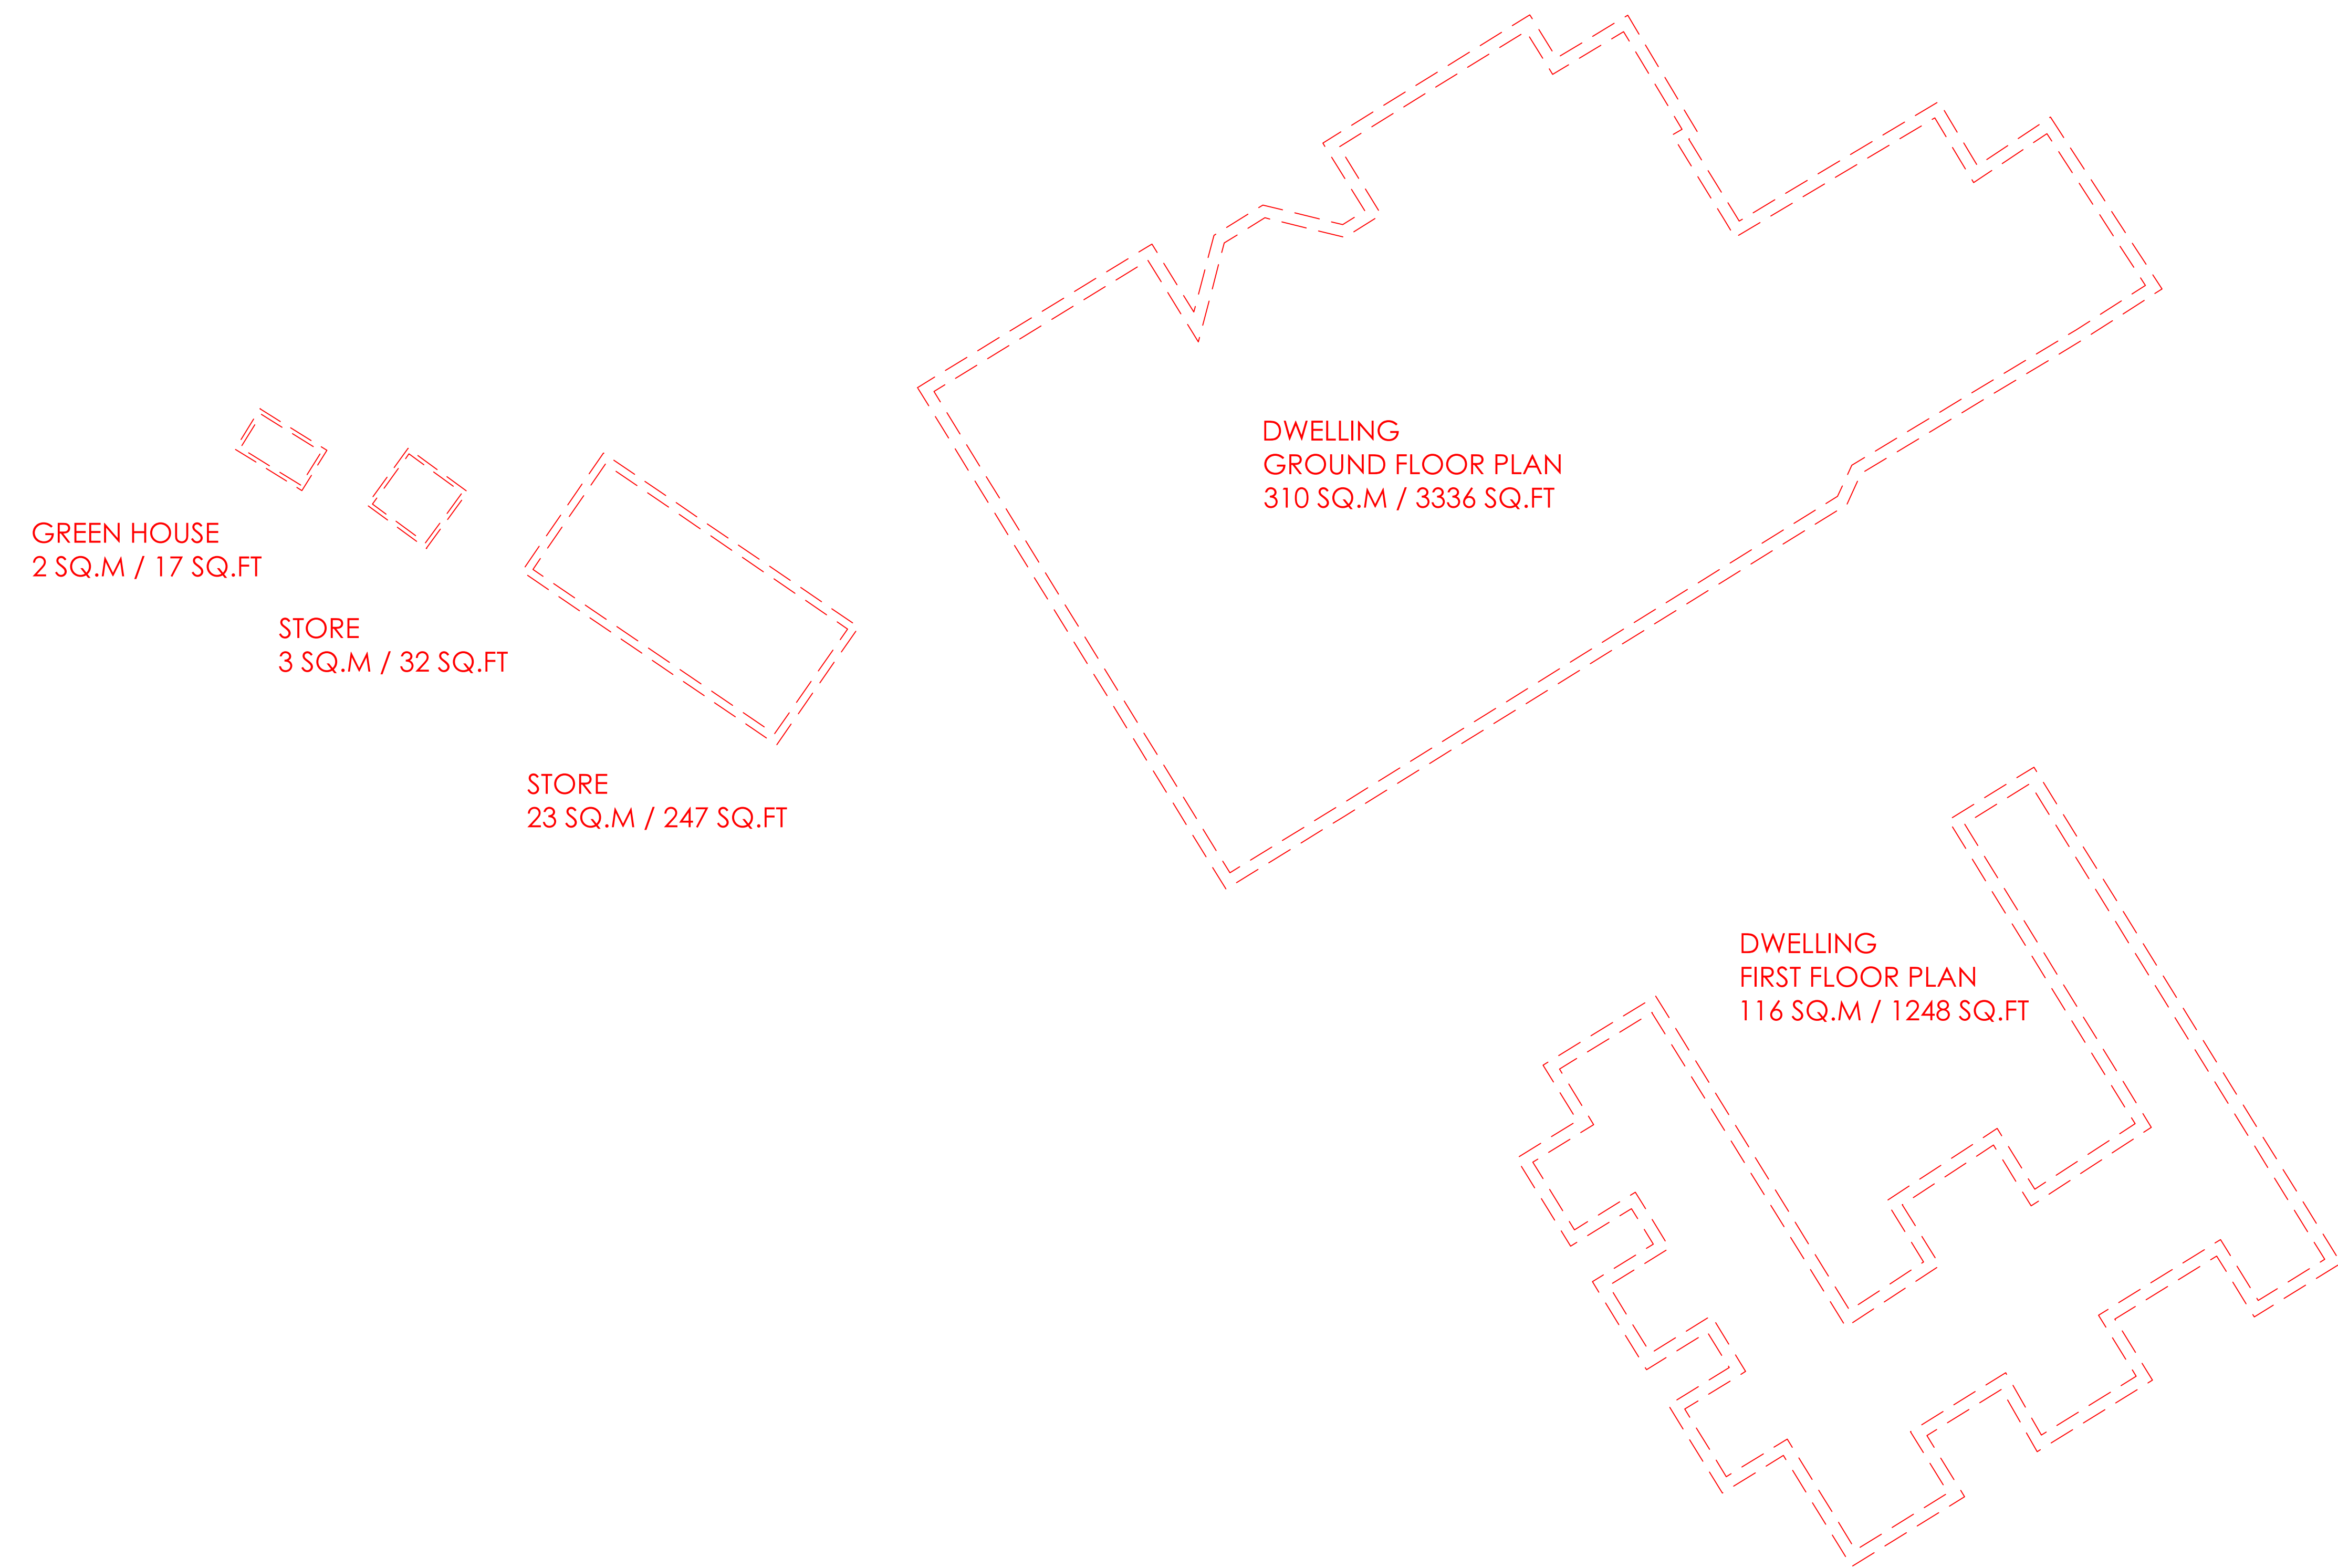 DWELLING
GROUND FLOOR PLAN
310 SQ.M / 3336 SQ.FT
GREEN HOUSE
2 SQ.M / 17 SQ.FT
STORE
3 SQ.M / 32 SQ.FT
STORE
23 SQ.M / 247 SQ.FT
DWELLING
FIRST FLOOR PLAN
116 SQ.M / 1248 SQ.FT